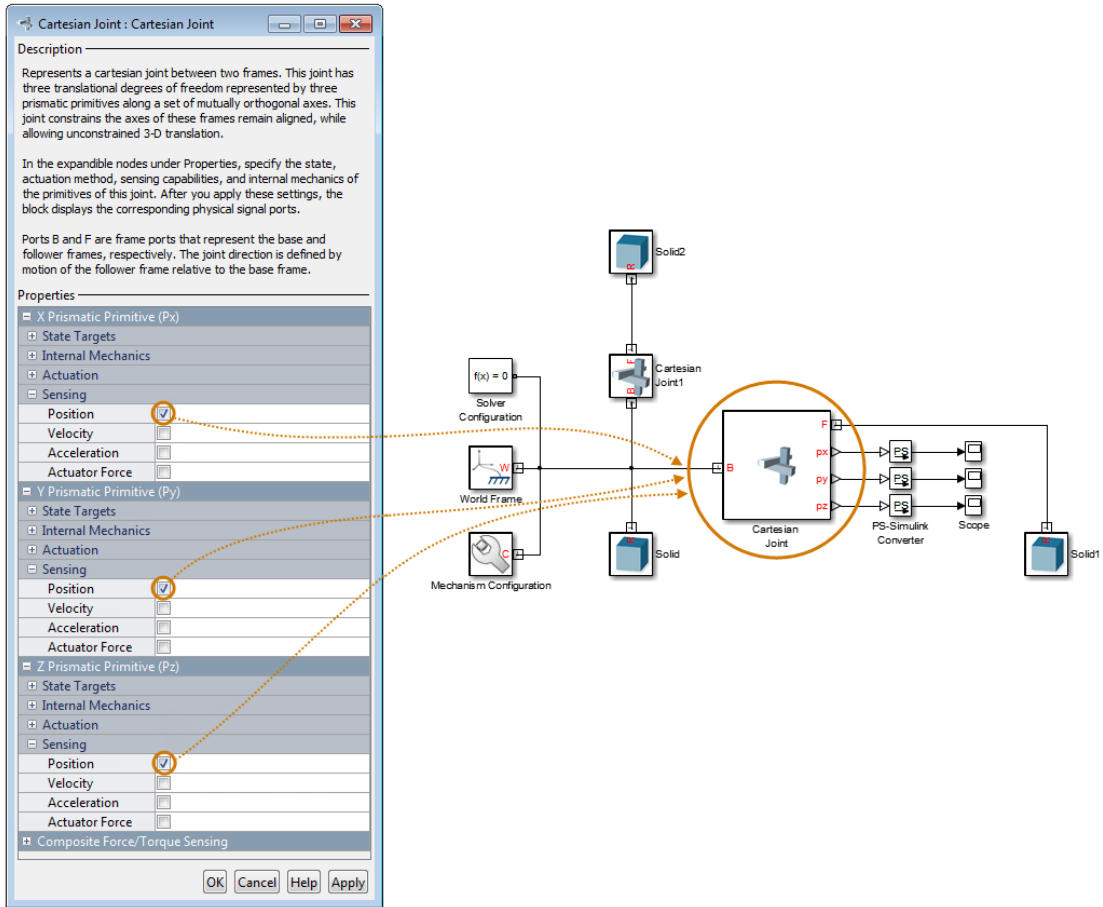 Cartesian Joint : Cartesian Joint
Description
Represents a cartesian joint between two frames. This joint has
three translational degrees of freedom represented by three
prismatic primitives along a set of mutually orthogonal axes. This
joint constrains the axes of these frames remain aligned, while
allowing unconstrained 3-D translation.
In the expandible nodes under Properties, specify the state,
actuation method, sensing capabilities, and internal mechanics of
the primitives of this joint. After you apply these settings, the
block displays the corresponding physical signal ports.
Ports B and F are frame ports that represent the base and
follower frames, respectively. The joint direction is defined by
motion of the follower frame relative to the base frame.
Properties
X Prismatic Primitive (Px)
State Targets
Internal Mechanics
Actuation
Sensing
Position
Velocity
Acceleration
Actuator Force
Y Prismatic Primitive (Py)
State Targets
Internal Mechanics
Actuation
Sensing
Position
Velocity
Acceleration
Actuator Force
Z Prismatic Primitive (Pz)
State Targets
Internal Mechanics
Actuation
Sensing
Position
Velocity
Acceleration
Actuator Force
Composite Force/Torque Sensing
OK Cancel Help Apply
R
Solid2
F
B
Cartesian
Joint1
f(x) = 0
Solver
Configuration
W
World Frame
C
Mechanism Configuration
R
Solid
B
F
px
py
pz
Cartesian
Joint
PS
PS
PS
PS-Simulink
Converter
Scope
R
Solid1